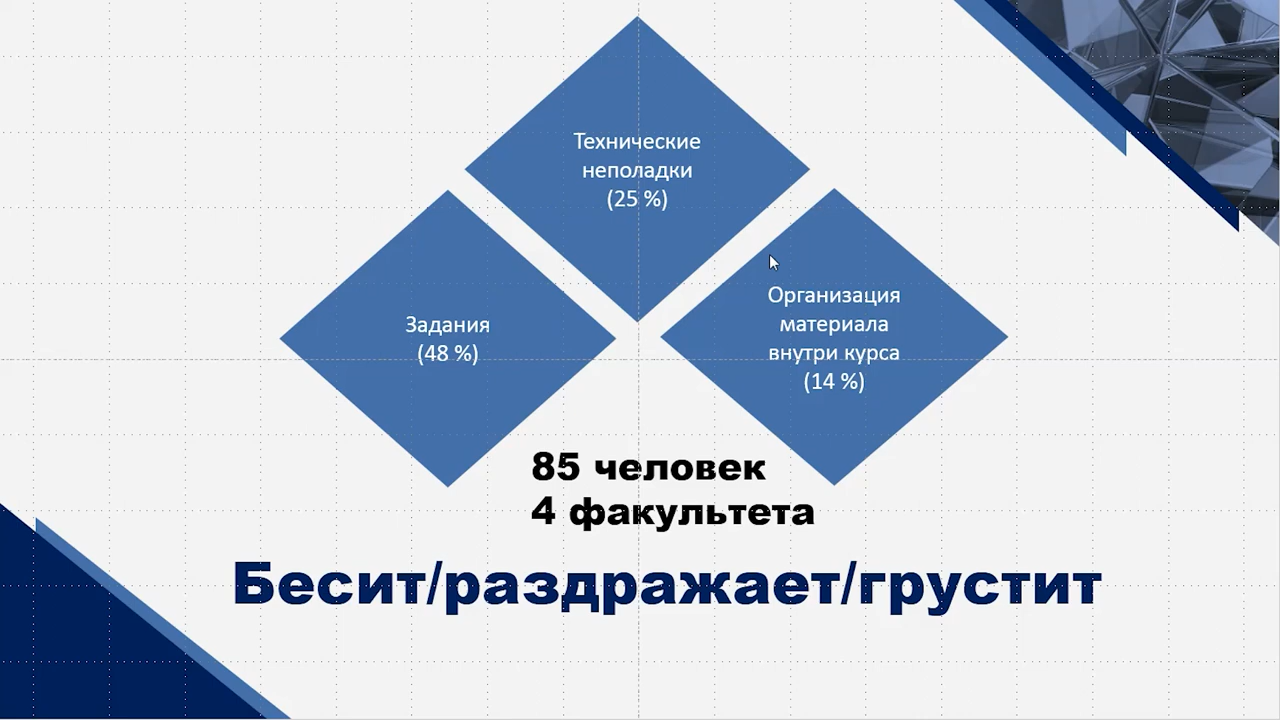 Технические
неполадки
(25 %)
Задания
(48 %)
Организация
материала
внутри курса
(14 %)
85 человек
4 факультета
Бесит/раздражает/грустит